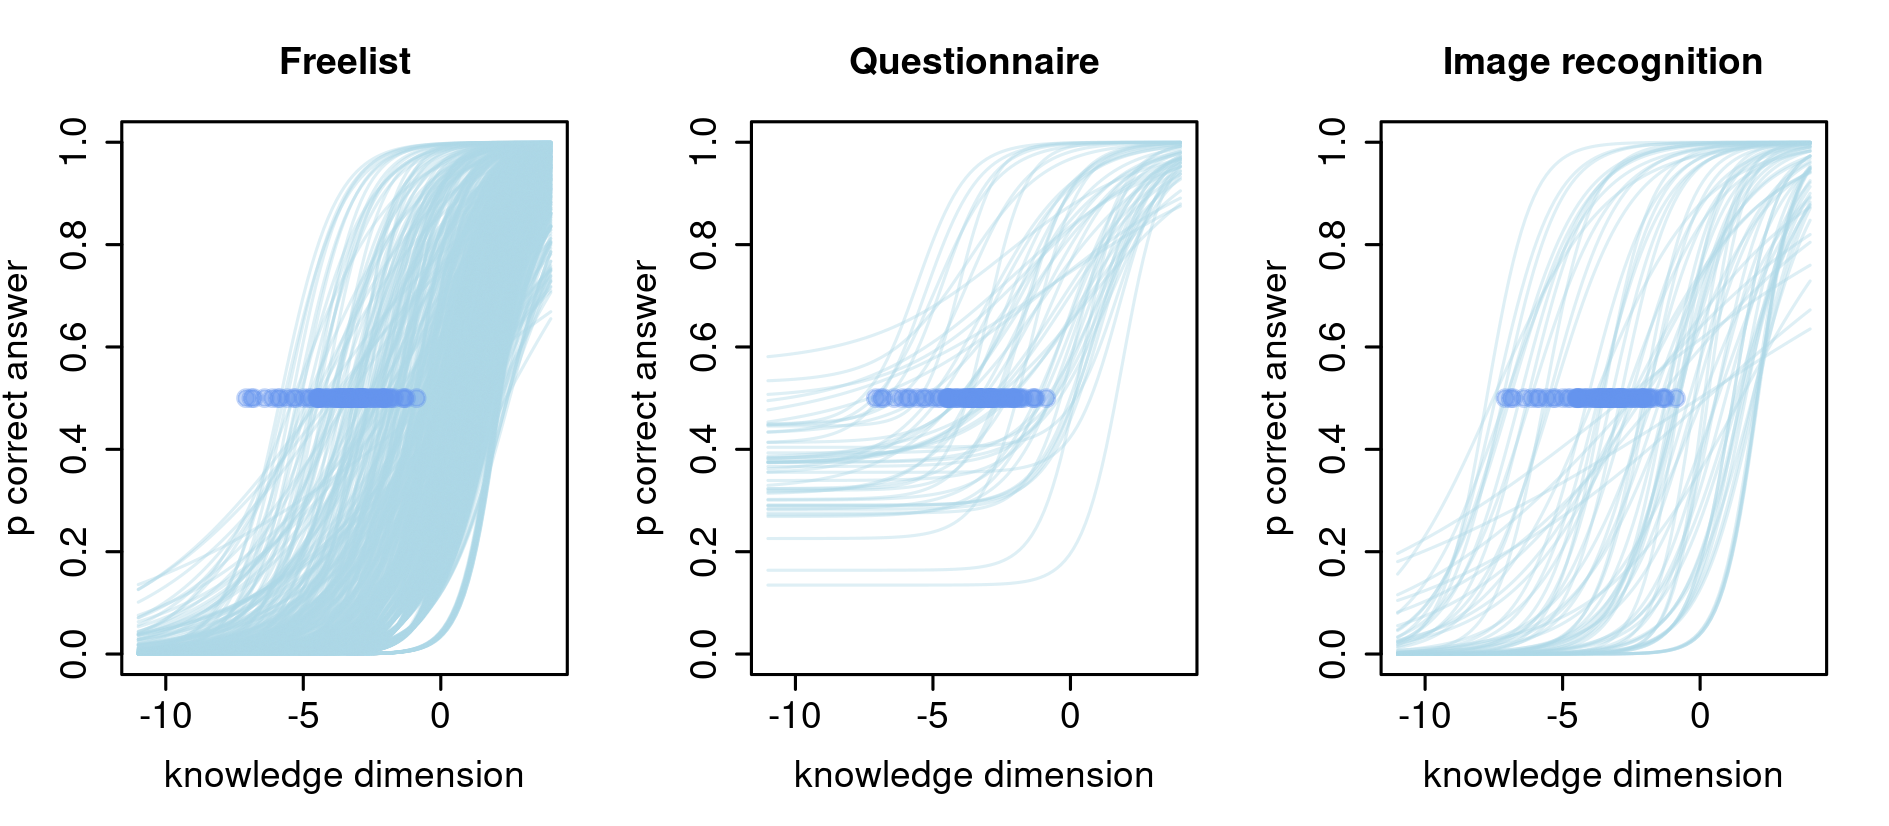 Freelist
Questionnaire
Image recognition
p correct answer
0.0 0.2 0.4 0.6 0.8 1.0
-10 -5 0
knowledge dimension
p correct answer
0.0 0.2 0.4 0.6 0.8 1.0
-10 -5 0
knowledge dimension
p correct answer
0.0 0.2 0.4 0.6 0.8 1.0
-10 -5 0
knowledge dimension